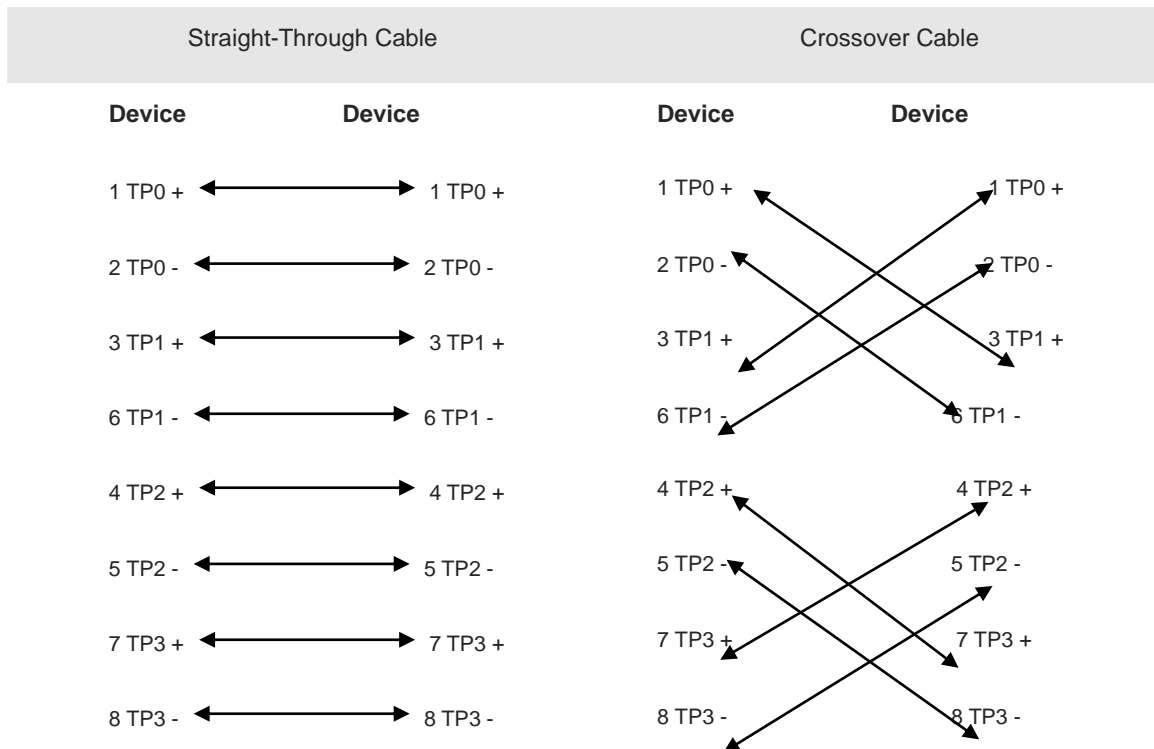 Straight-Through Cable Crossover Cable
Device Device Device Device
1 TP0 + 1 TP0 + 1 TP0 + 1 TP0 +
2 TP0 - 2 TP0 - 2 TP0 - 2 TP0 -
3 TP1 + 3 TP1 + 3 TP1 + 3 TP1 +
6 TP1 - 6 TP1 - 6 TP1 - 6 TP1 -
4 TP2 + 4 TP2 + 4 TP2 + 4 TP2 +
5 TP2 - 5 TP2 - 5 TP2 - 5 TP2 -
7 TP3 + 7 TP3 + 7 TP3 + 7 TP3 +
8 TP3 - 8 TP3 - 8 TP3 - 8 TP3 -